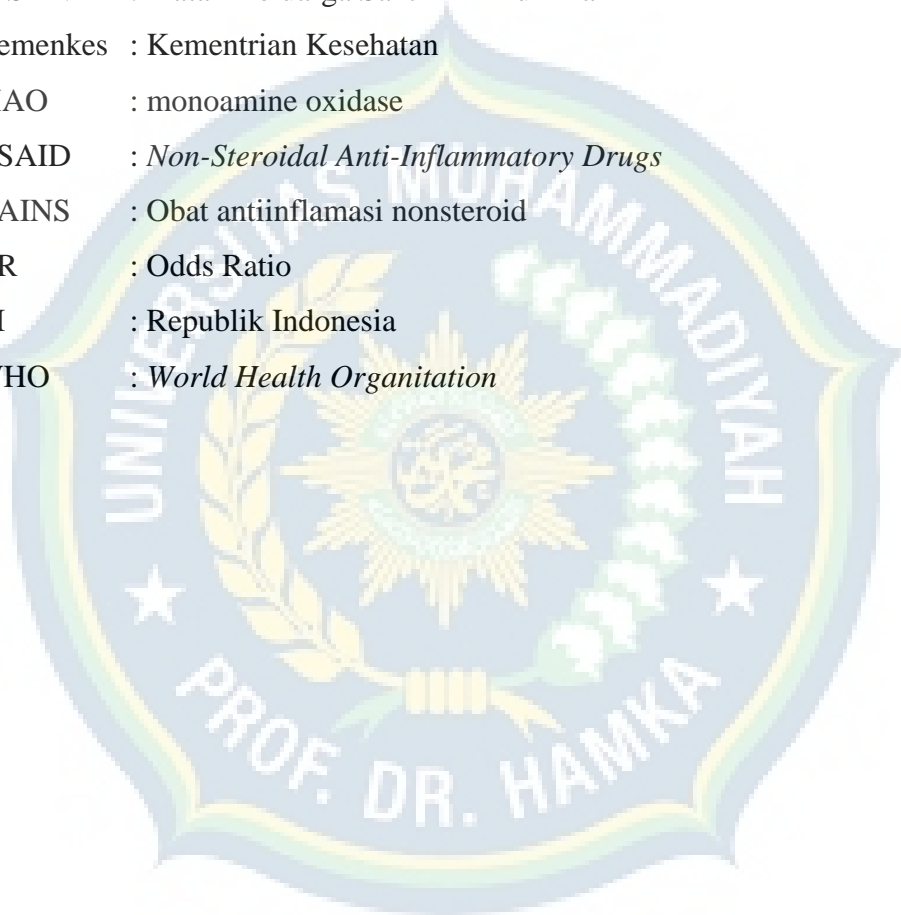 emenkes : Kementrian Kesehatan
AO : monoamine oxidase
SAID : Non-Steroidal Anti-Inflammatory Drugs
AINS : Obat antiinflamasi nonsteroid
R : Odds Ratio
I : Republik Indonesia
HO : World Health Organitation
UNIVERSITAS MUHAMMADIYAH
PROF. DR. HAMKA